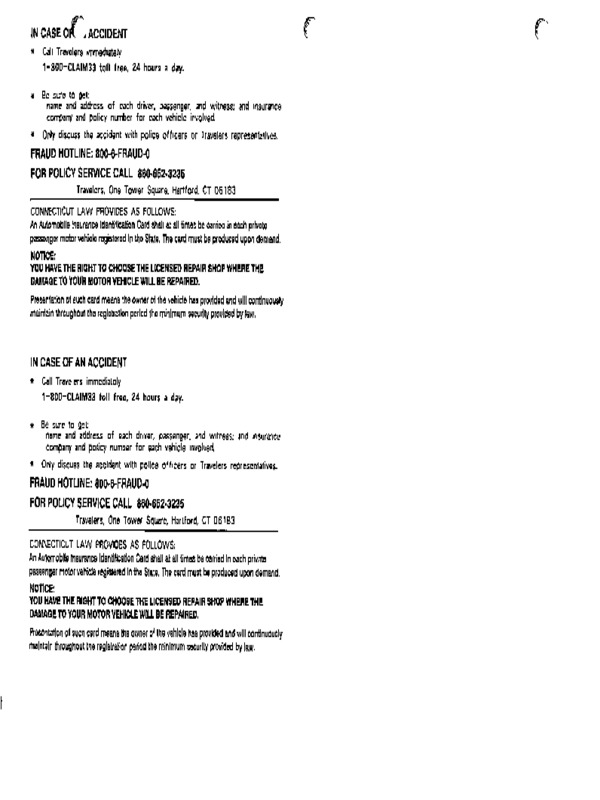 IN CASE OF ACCIDENT
* Call Travelers immediately
1-800-CLAIM33 toll free, 24 hours a day.
* Be sure to get:
name and address of each driver, passenger, and witness; and insurance
company and policy number for each vehicle involved.
* Only discuss the accident with police officers or Travelers representatives.
FRAUD HOTLINE: 800-6-FRAUD-0
FOR POLICY SERVICE CALL 860-652-3235
Travelers, One Tower Square, Hartford, CT 06183
CONNECTICUT LAW PROVIDES AS FOLLOWS:
An Automobile Insurance Identification Card shall at all times be carried in each private
passenger motor vehicle registered in the State. The card must be produced upon demand.
NOTICE:
YOU HAVE THE RIGHT TO CHOOSE THE LICENSED REPAIR SHOP WHERE THE
DAMAGE TO YOUR MOTOR VEHICLE WILL BE REPAIRED.
Presentation of such card means the owner of the vehicle has provided and will continuously
maintain throughout the registration period the minimum security provided by law.
IN CASE OF AN ACCIDENT
* Call Travelers immediately
1-800-CLAIM33 toll free, 24 hours a day.
* Be sure to get:
name and address of each driver, passenger, and witness; and insurance
company and policy number for each vehicle involved.
* Only discuss the accident with police officers or Travelers representatives.
FRAUD HOTLINE: 800-6-FRAUD-0
FOR POLICY SERVICE CALL 860-652-3235
Travelers, One Tower Square, Hartford, CT 06183
CONNECTICUT LAW PROVIDES AS FOLLOWS:
An Automobile Insurance Identification Card shall at all times be carried in each private
passenger motor vehicle registered in the State. The card must be produced upon demand.
NOTICE:
YOU HAVE THE RIGHT TO CHOOSE THE LICENSED REPAIR SHOP WHERE THE
DAMAGE TO YOUR MOTOR VEHICLE WILL BE REPAIRED.
Presentation of such card means the owner of the vehicle has provided and will continuously
maintain throughout the registration period the minimum security provided by law.